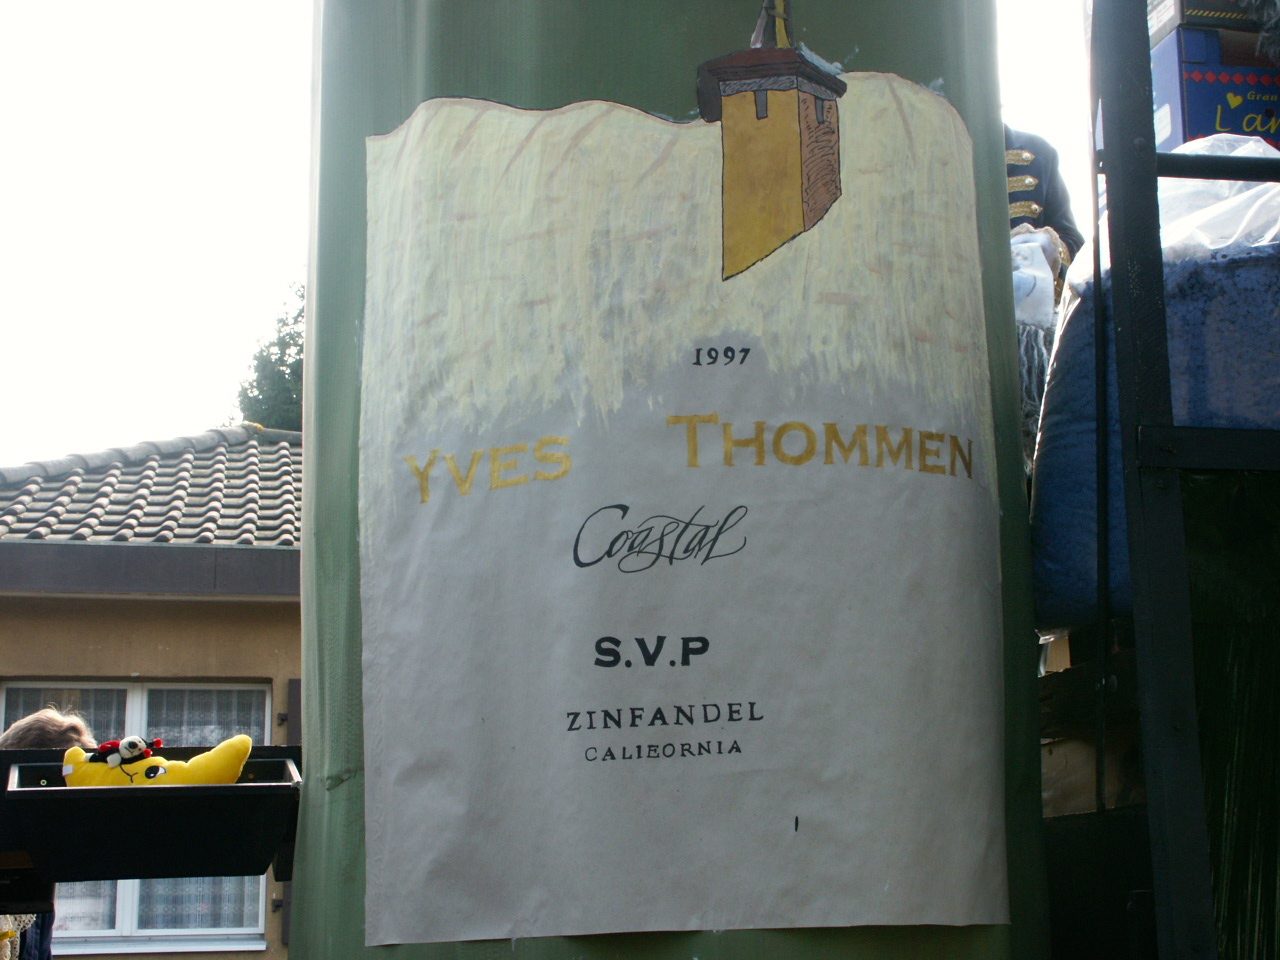 1997
YVES THOMMEN
Coastal
S.V.P
ZINFANDEL
CALIEORNIA